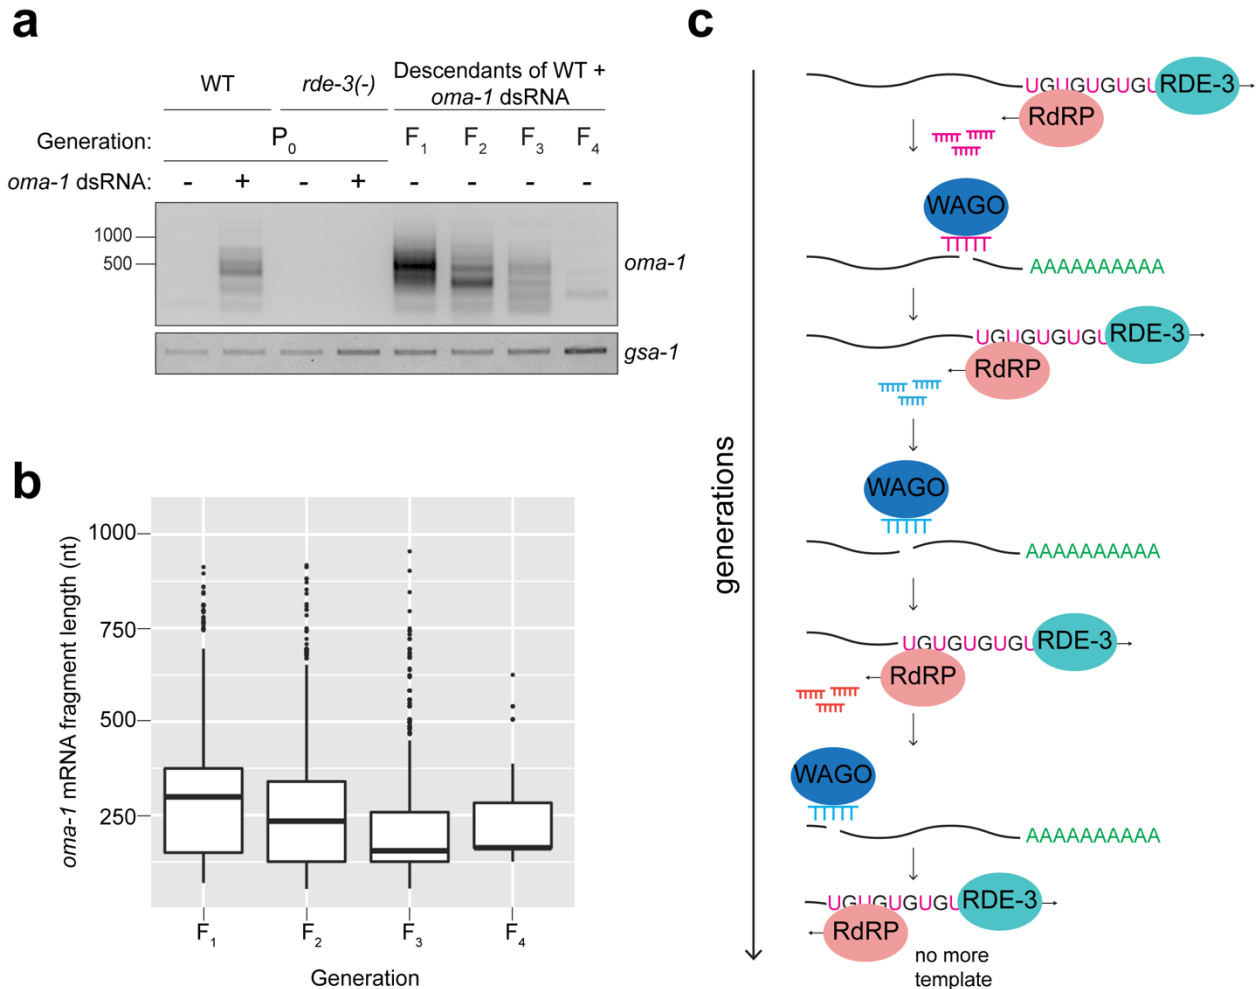 a
WT
rde-3(-)
Descendants of WT +
oma-1 dsRNA
Generation:
P0
F1
F2
F3
F4
oma-1 dsRNA:
-
+
-
+
-
-
-
-
1000
500
oma-1
gsa-1
b
oma-1 mRNA fragment length (nt)
1000
750
500
250
F1
F2
F3
F4
Generation
c
generations
UGUGUGUGU
RDE-3
RdRP
WAGO
AAAAAAAAAA
UGUGUGUGU
RDE-3
RdRP
WAGO
AAAAAAAAAA
UGUGUGUGU
RDE-3
RdRP
WAGO
AAAAAAAAAA
UGUGUGUGU
RDE-3
RdRP
no more
template